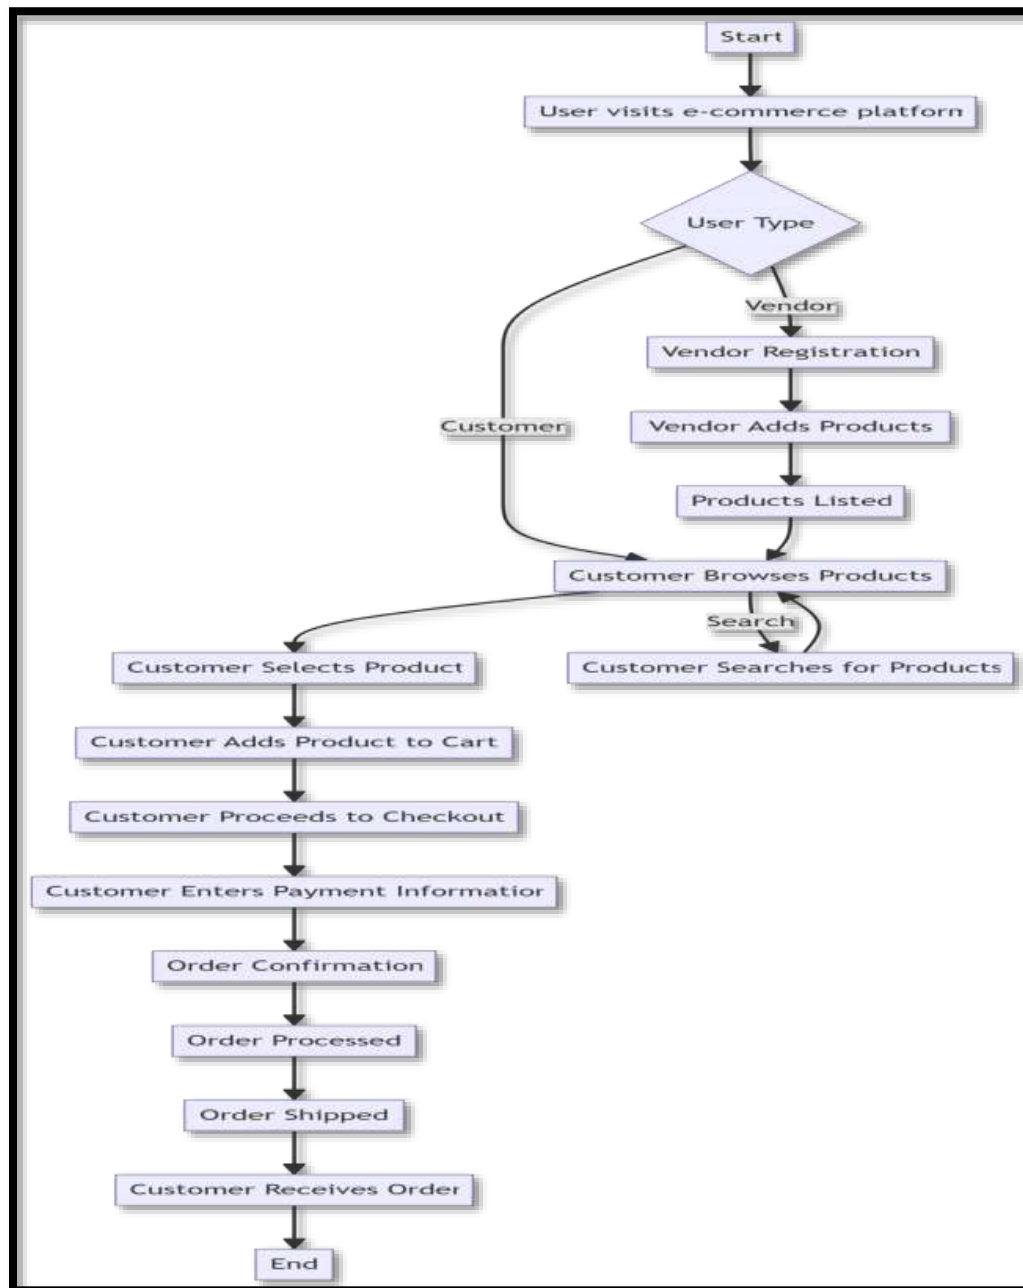 Start
User visits e-commerce platform
User Type
Vendor
Vendor Registration
Customer
Vendor Adds Products
Products Listed
Customer Browses Products
Search
Customer Selects Product
Customer Searches for Products
Customer Adds Product to Cart
Customer Proceeds to Checkout
Customer Enters Payment Information
Order Confirmation
Order Processed
Order Shipped
Customer Receives Order
End